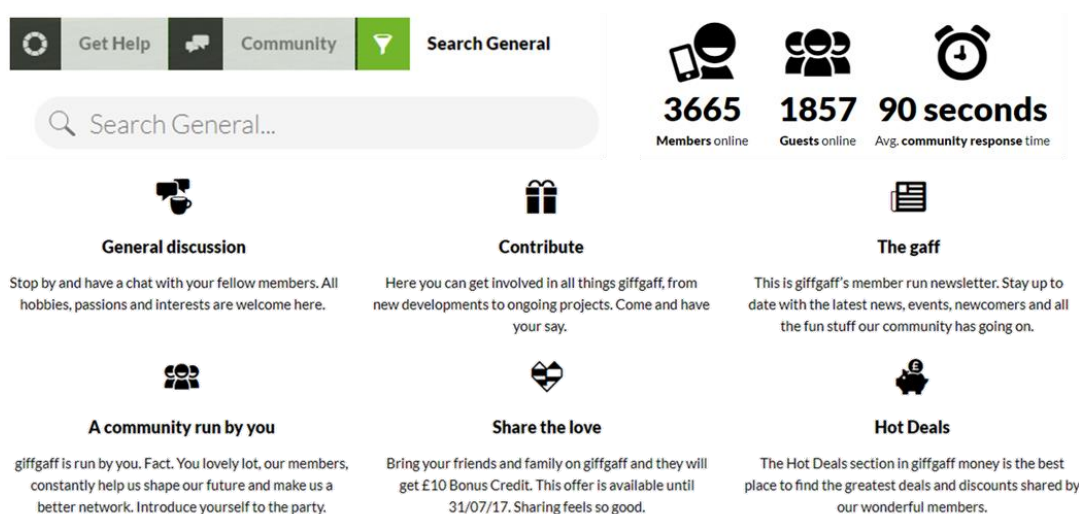 Get Help
Community
Search General
Search General...
3665
Members online
1857
Guests online
90 seconds
Avg. community response time
General discussion
Stop by and have a chat with your fellow members. All
hobbies, passions and interests are welcome here.
Contribute
Here you can get involved in all things giffgaff, from
new developments to ongoing projects. Come and have
your say.
The gaff
This is giffgaff's member run newsletter. Stay up to
date with the latest news, events, newcomers and all
the fun stuff our community has going on.
A community run by you
giffgaff is run by you. Fact. You lovely lot, our members,
constantly help us shape our future and make us a
better network. Introduce yourself to the party.
Share the love
Bring your friends and family on giffgaff and they will
get £10 Bonus Credit. This offer is available until
31/07/17. Sharing feels so good.
£
Hot Deals
The Hot Deals section in giffgaff money is the best
place to find the greatest deals and discounts shared by
our wonderful members.